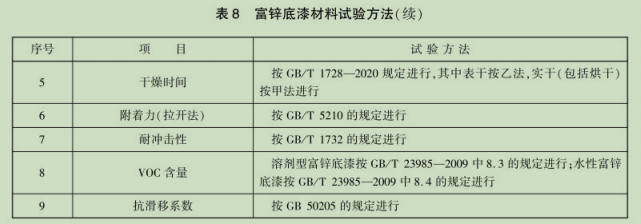 表8 富锌底漆材料试验方法(续)
序号 项 目 试验方法
5 干燥时间 按 GB/T 1728—2020 规定进行,其中表干按乙法,实干(包括烘干)
按甲法进行
6 附着力(拉开法) 按 GB/T 5210 的规定进行
7 耐冲击性 按 GB/T 1732 的规定进行
8 VOC 含量 溶剂型富锌底漆按 GB/T 23985—2009 中 8.3 的规定进行;水性富锌
底漆按 GB/T 23985—2009 中 8.4 的规定进行
9 抗滑移系数 按 GB 50205 的规定进行